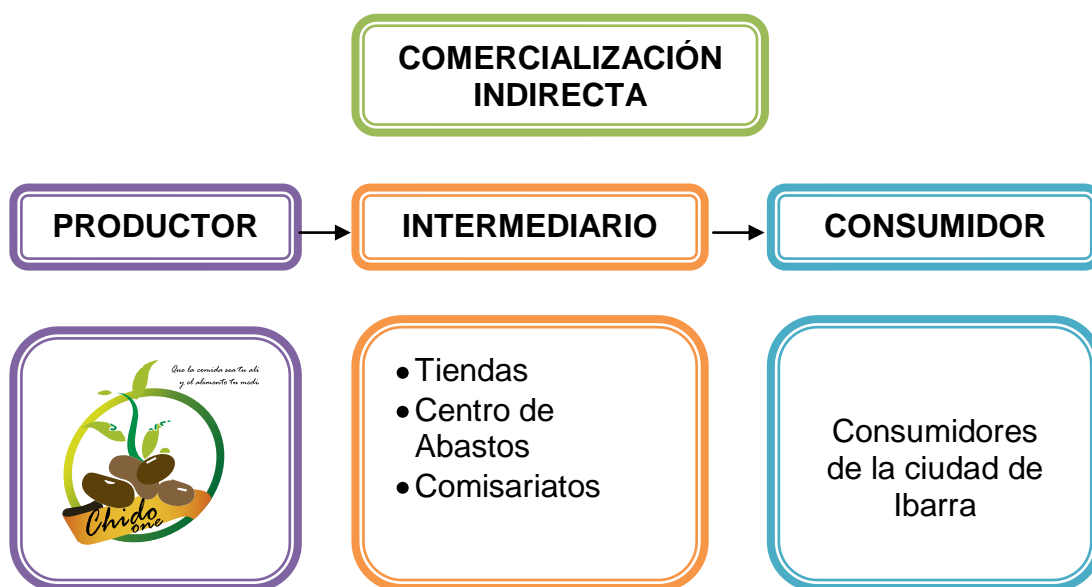 COMERCIALIZACIÓN
INDIRECTA
PRODUCTOR
INTERMEDIARIO
CONSUMIDOR
Que la comida sea tu ali
y el alimento tu medi
Chido
one
• Tiendas
• Centro de
Abastos
• Comisariatos
Consumidores
de la ciudad de
Ibarra